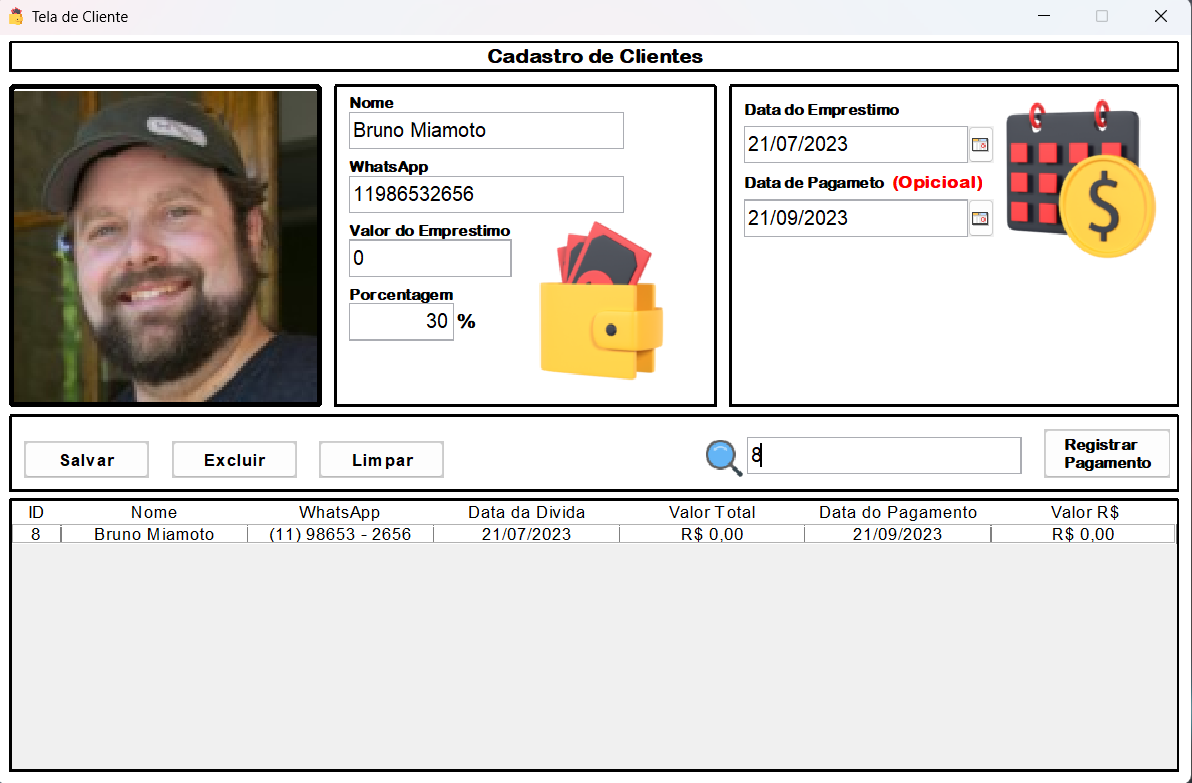 Tela de Cliente
Cadastro de Clientes
Nome
Bruno Miamoto
WhatsApp
11986532656
Valor do Emprestimo
0
Porcentagem
30 %
Data do Emprestimo
21/07/2023
Data de Pagameto (Opicioal)
21/09/2023
$
Salvar Excluir Limpar
8
Registrar
Pagamento
ID Nome WhatsApp Data da Divida Valor Total Data do Pagamento Valor R$
8 Bruno Miamoto (11) 98653 - 2656 21/07/2023 R$ 0,00 21/09/2023 R$ 0,00